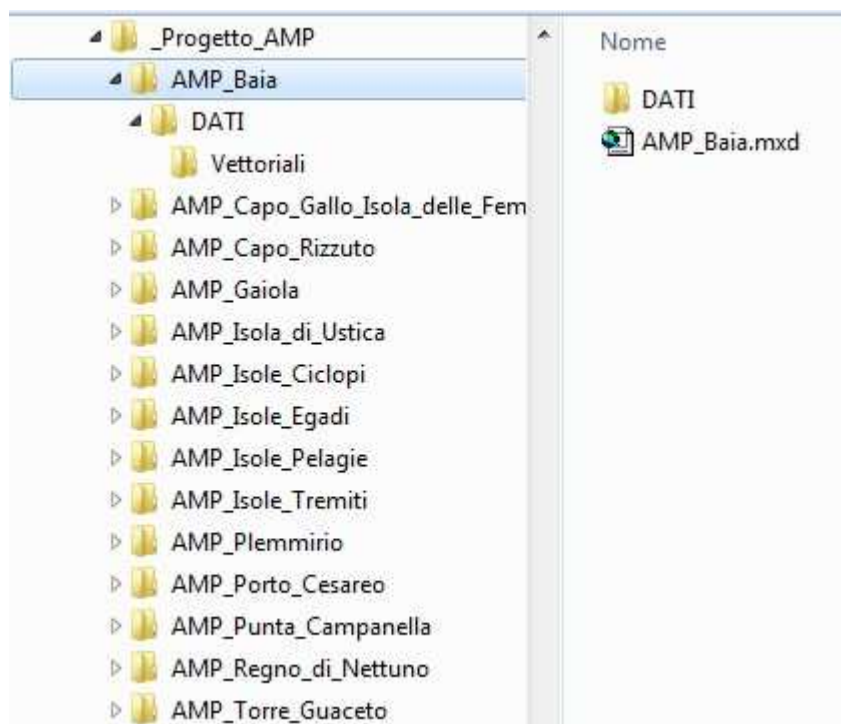 _Progetto_AMP
AMP_Baia
DATI
Vettoriali
AMP_Capo_Gallo_Isola_delle_Fem
AMP_Capo_Rizzuto
AMP_Gaiola
AMP_Isola_di_Ustica
AMP_Isole_Ciclopi
AMP_Isole_Egadi
AMP_Isole_Pelagie
AMP_Isole_Tremiti
AMP_Plemmirio
AMP_Porto_Cesareo
AMP_Punta_Campanella
AMP_Regno_di_Nettuno
AMP_Torre_Guaceto
Nome
DATI
AMP_Baia.mxd